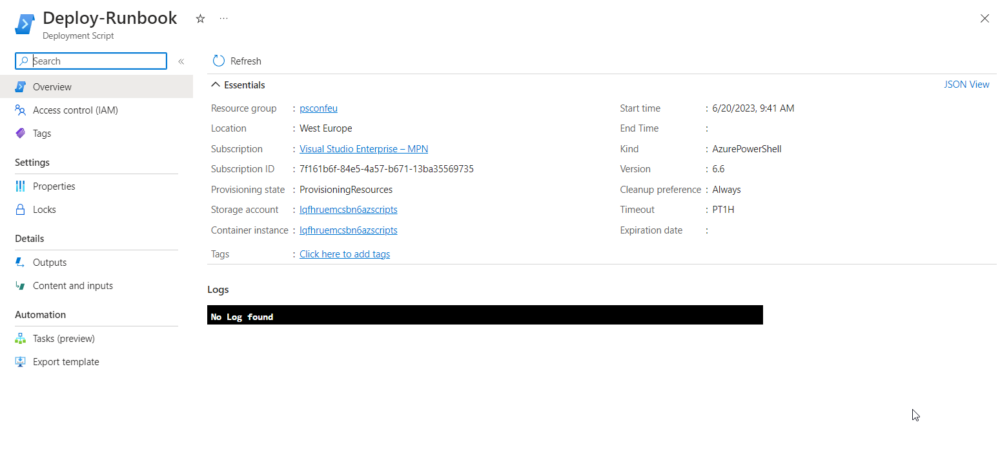 Deploy-Runbook ☆ ...
Deployment Script
Search «
Overview
Access control (IAM)
Tags
Settings
Properties
Locks
Details
Outputs
Content and inputs
Automation
Tasks (preview)
Export template
Refresh
Essentials
JSON View
Resource group : psconfeu
Location : West Europe
Subscription : Visual Studio Enterprise – MPN
Subscription ID : 7f161b6f-84e5-4a57-b671-13ba35569735
Provisioning state : ProvisioningResources
Storage account : lqfhruemcsbn6azscripts
Container instance : lqfhruemcsbn6azscripts
Tags : Click here to add tags
Start time : 6/20/2023, 9:41 AM
End Time :
Kind : AzurePowerShell
Version : 6.6
Cleanup preference : Always
Timeout : PT1H
Expiration date :
Logs
No Log found